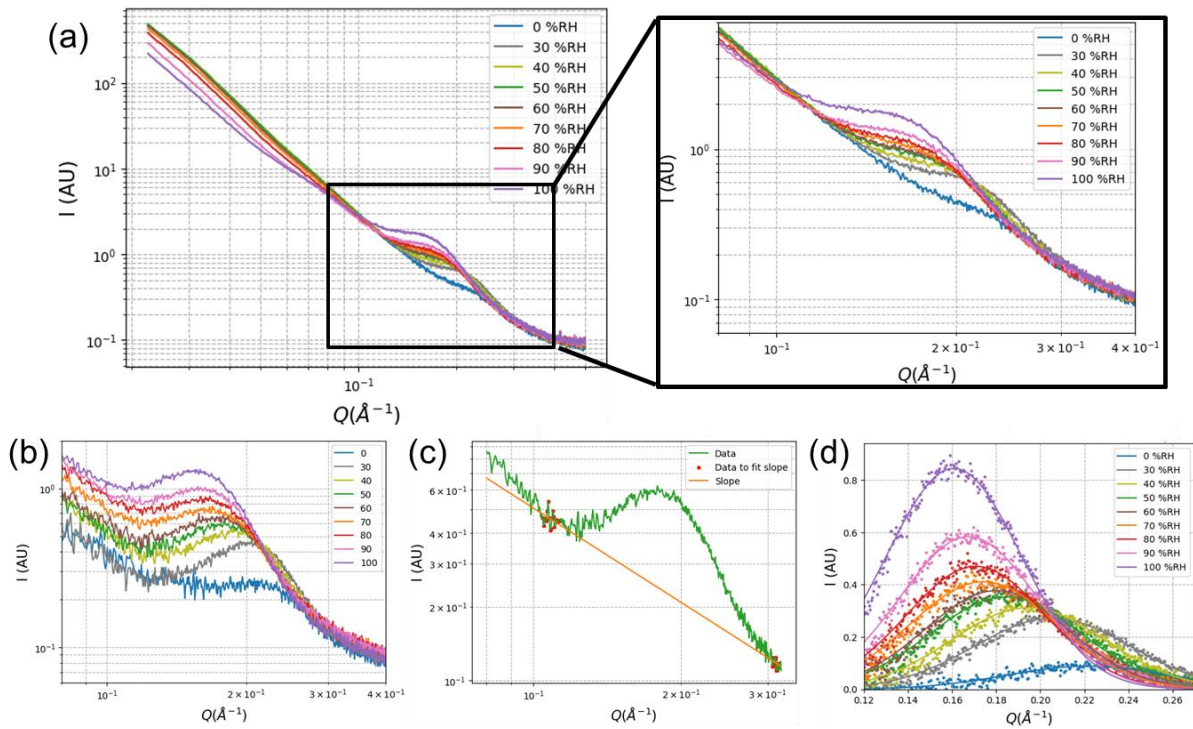 (a)
I (AU)
10²
10¹
10⁰
10⁻¹
10⁻¹
Q(Å⁻¹)
0 %RH
30 %RH
40 %RH
50 %RH
60 %RH
70 %RH
80 %RH
90 %RH
100 %RH
I (AU)
10⁰
10⁻¹
10⁻¹
2 × 10⁻¹
3 × 10⁻¹
4 × 10⁻¹
Q(Å⁻¹)
0 %RH
30 %RH
40 %RH
50 %RH
60 %RH
70 %RH
80 %RH
90 %RH
100 %RH
(b)
I (AU)
10⁰
10⁻¹
10⁻¹
2 × 10⁻¹
3 × 10⁻¹
4 × 10⁻¹
Q(Å⁻¹)
0
30
40
50
60
70
80
90
100
(c)
I (AU)
6 × 10⁻¹
4 × 10⁻¹
3 × 10⁻¹
2 × 10⁻¹
10⁻¹
10⁻¹
2 × 10⁻¹
3 × 10⁻¹
Q(Å⁻¹)
Data
Data to fit slope
Slope
(d)
I (AU)
0.8
0.6
0.4
0.2
0.0
0.12
0.14
0.16
0.18
0.20
0.22
0.24
0.26
Q(Å⁻¹)
0 %RH
30 %RH
40 %RH
50 %RH
60 %RH
70 %RH
80 %RH
90 %RH
100 %RH